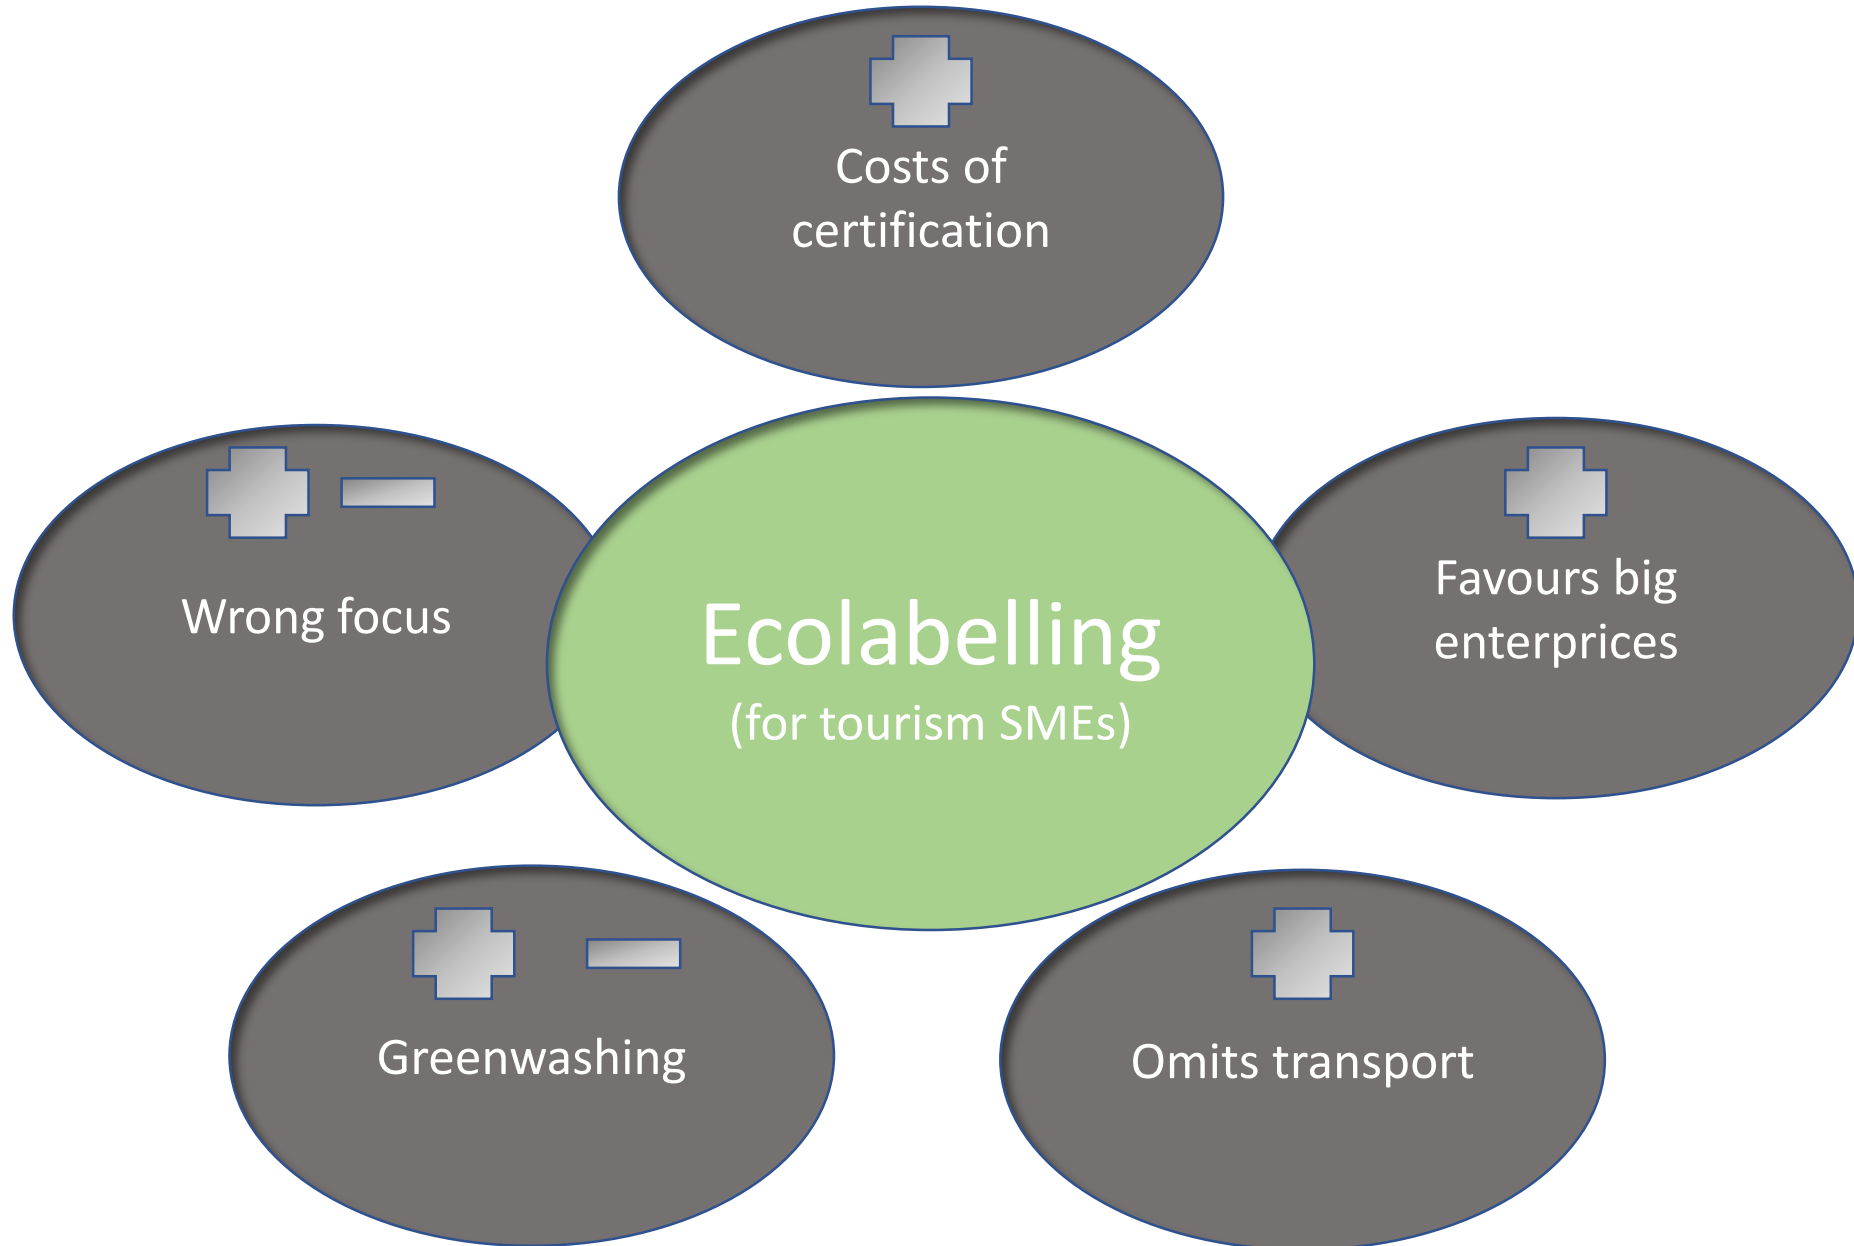 Costs of
certification
Wrong focus
Ecolabelling
(for tourism SMEs)
Favours big
enterprices
Greenwashing
Omits transport